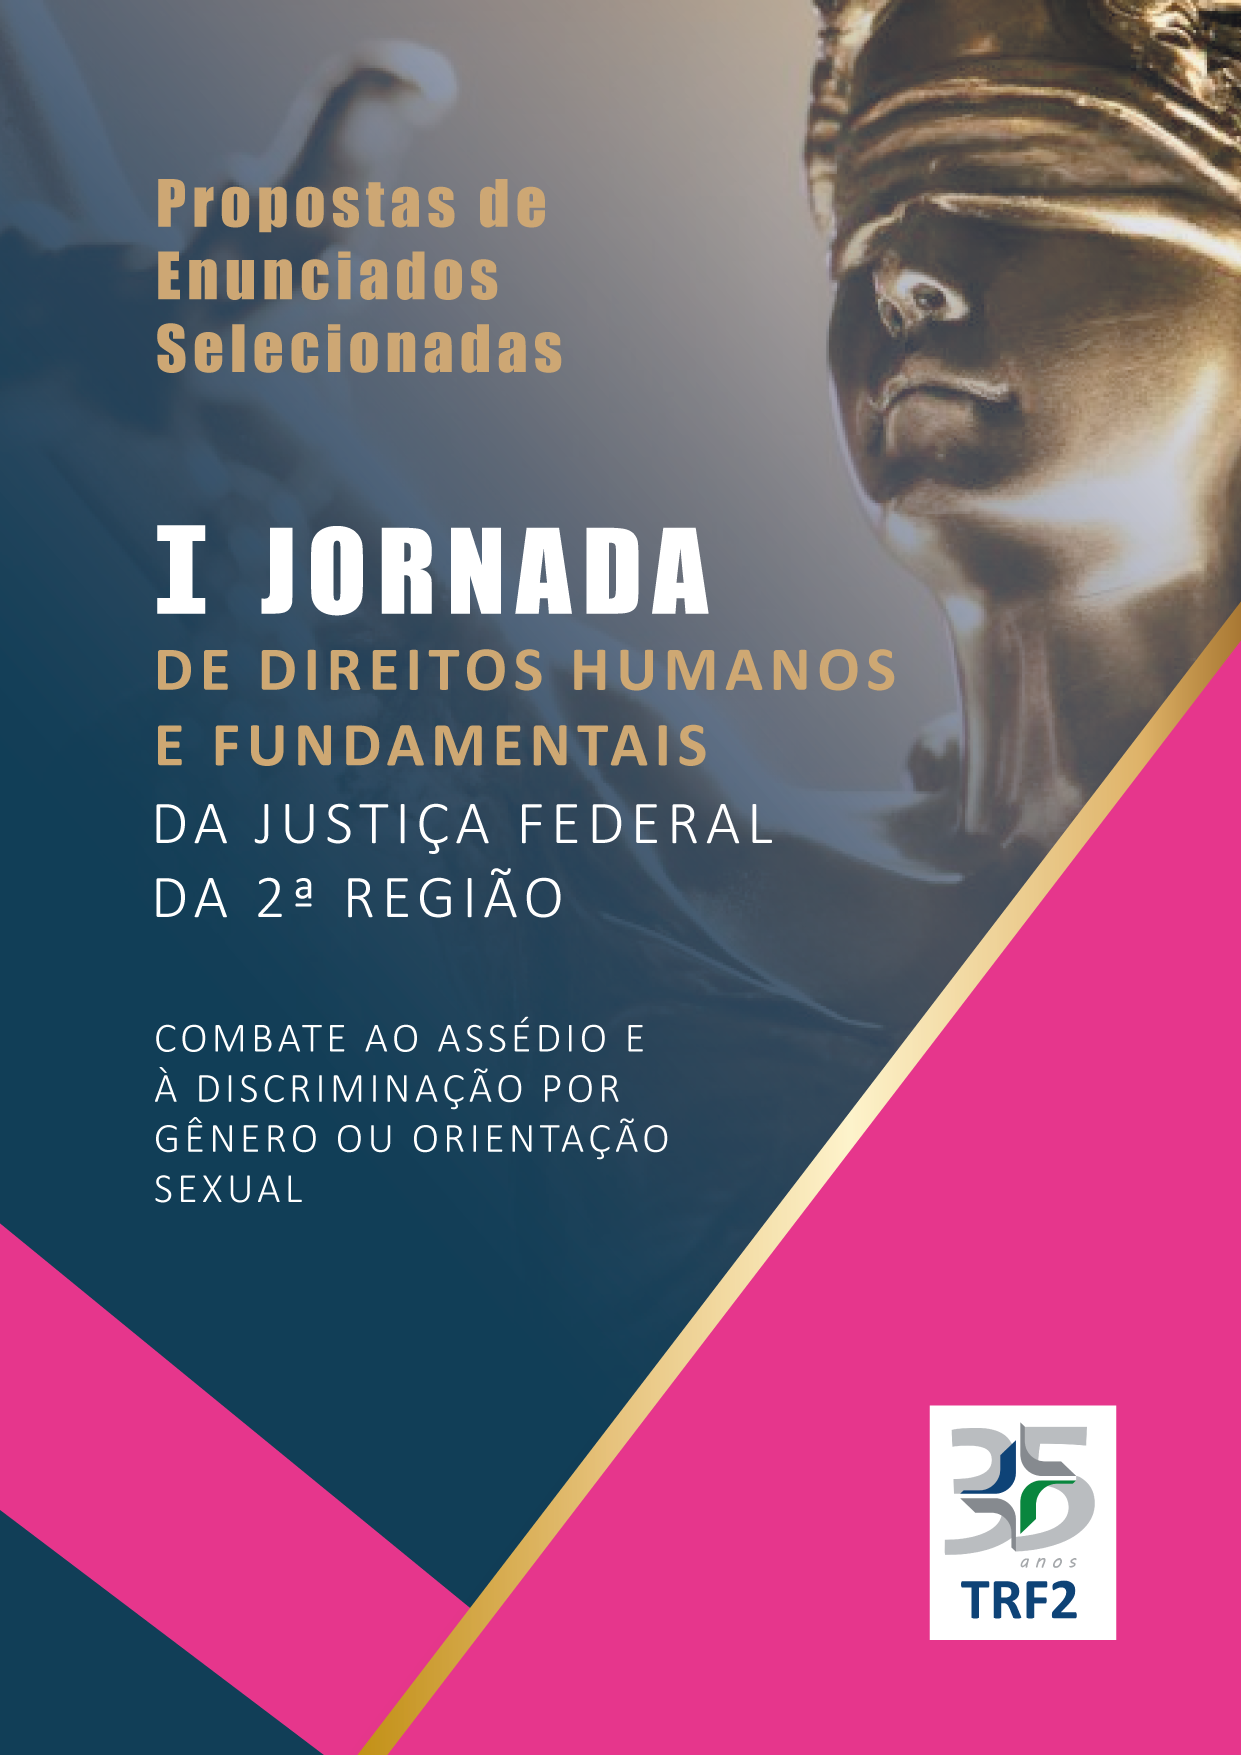 Propostas de
Enunciados
Selecionadas
I JORNADA
DE DIREITOS HUMANOS
E FUNDAMENTAIS
DA JUSTIÇA FEDERAL
DA 2ª REGIÃO
COMBATE AO ASSÉDIO E
À DISCRIMINAÇÃO POR
GÊNERO OU ORIENTAÇÃO
SEXUAL
35
anos
TRF2